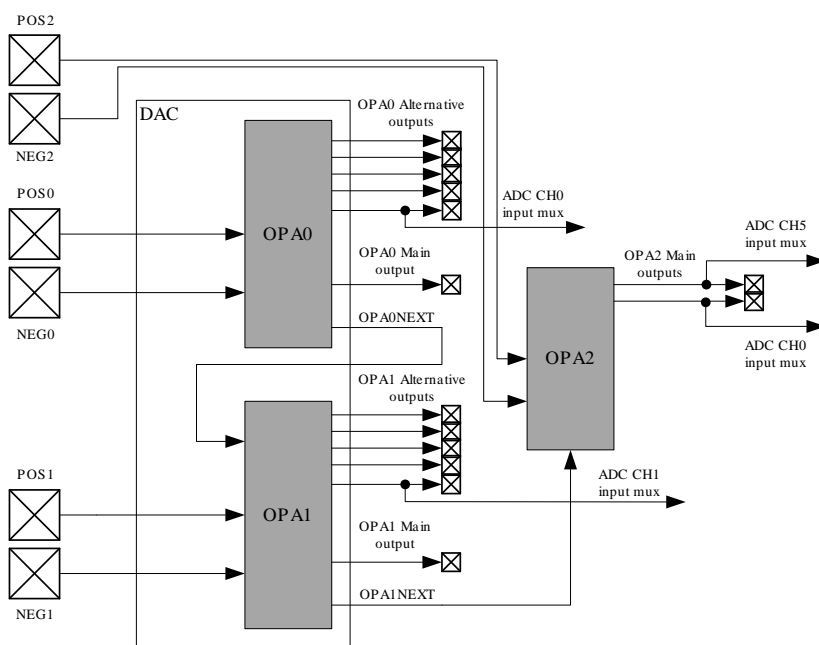 POS2
NEG2
POS0
NEG0
POS1
NEG1
DAC
OPA0
OPA0 Alternative
outputs
ADC CH0
input mux
OPA0 Main
output
OPA0NEXT
OPA1
OPA1 Alternative
outputs
ADC CH1
input mux
OPA1 Main
output
OPA1NEXT
OPA2
OPA2 Main
outputs
ADC CH5
input mux
ADC CH0
input mux